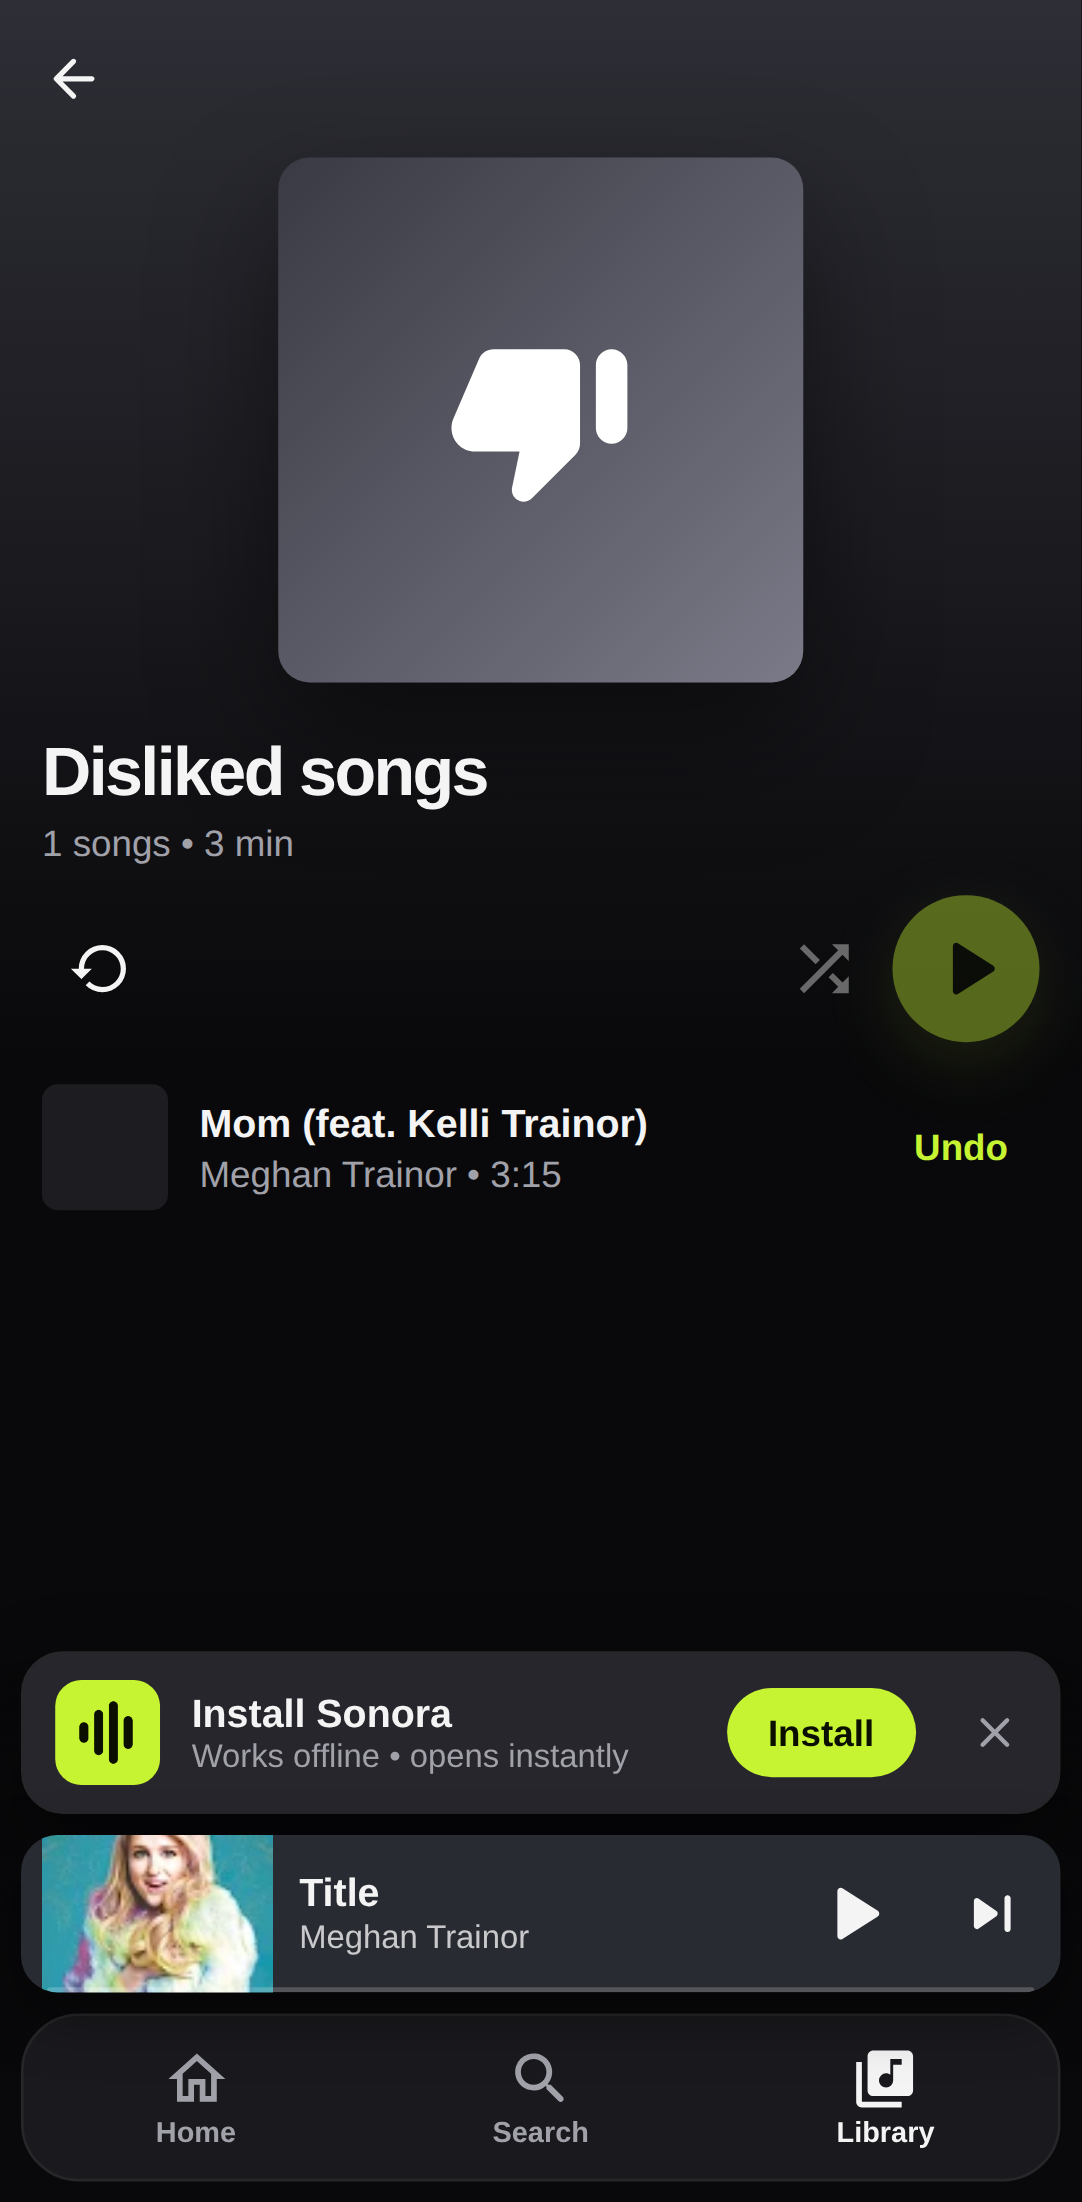 Disliked songs
1 songs • 3 min
Mom (feat. Kelli Trainor)
Meghan Trainor • 3:15
Undo
Install Sonora
Works offline • opens instantly
Install
Title
Meghan Trainor
Home
Search
Library